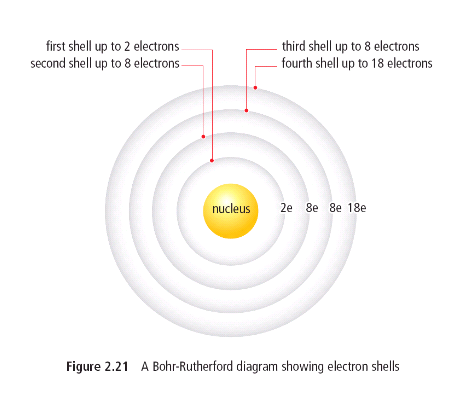 first shell up to 2 electrons
second shell up to 8 electrons
third shell up to 8 electrons
fourth shell up to 18 electrons
nucleus 2e 8e 8e 18e
Figure 2.21 A Bohr-Rutherford diagram showing electron shells